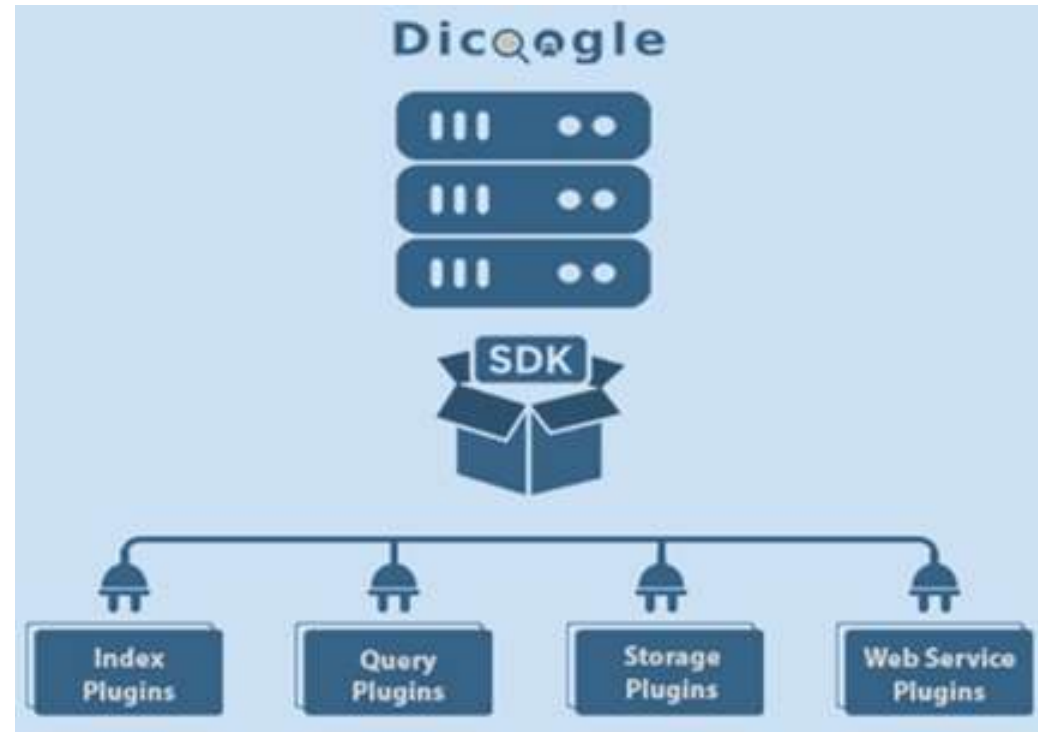 Dicoogle
SDK
Index
Plugins
Query
Plugins
Storage
Plugins
Web Service
Plugins